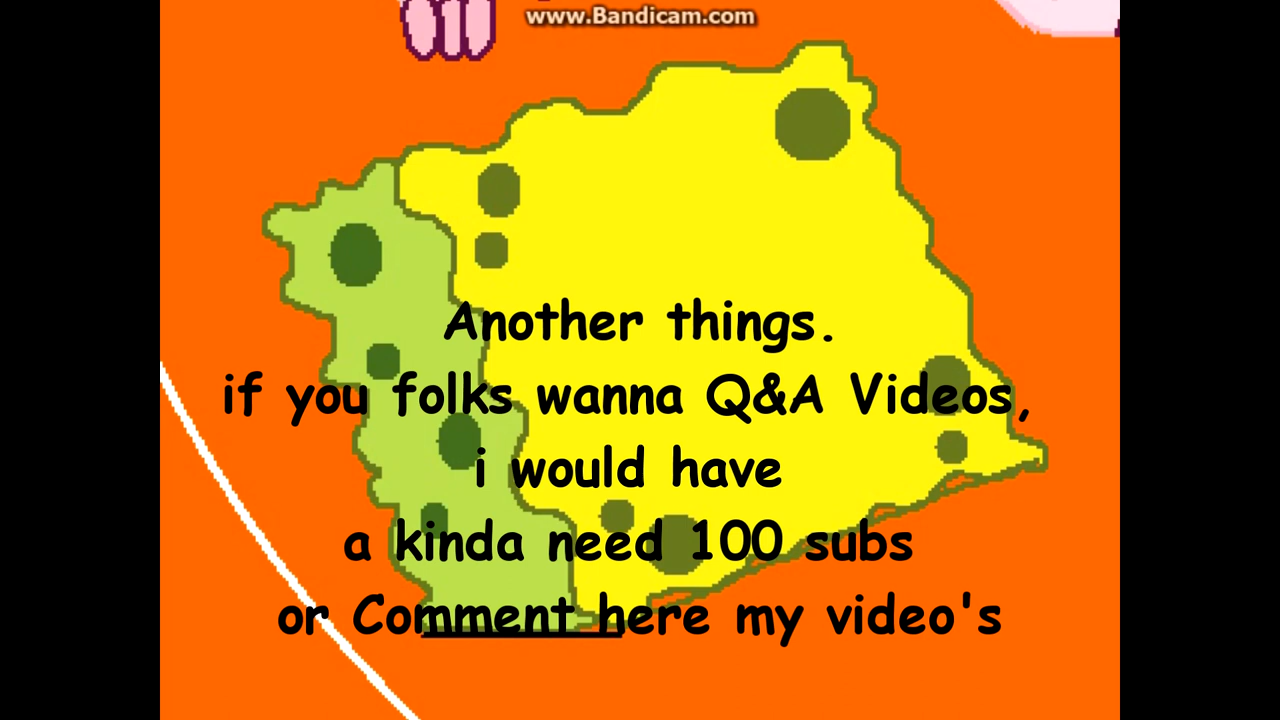 www.Bandicam.com
Another things.
if you folks wanna Q&A Videos,
i would have
a kinda need 100 subs
or Comment here my video's